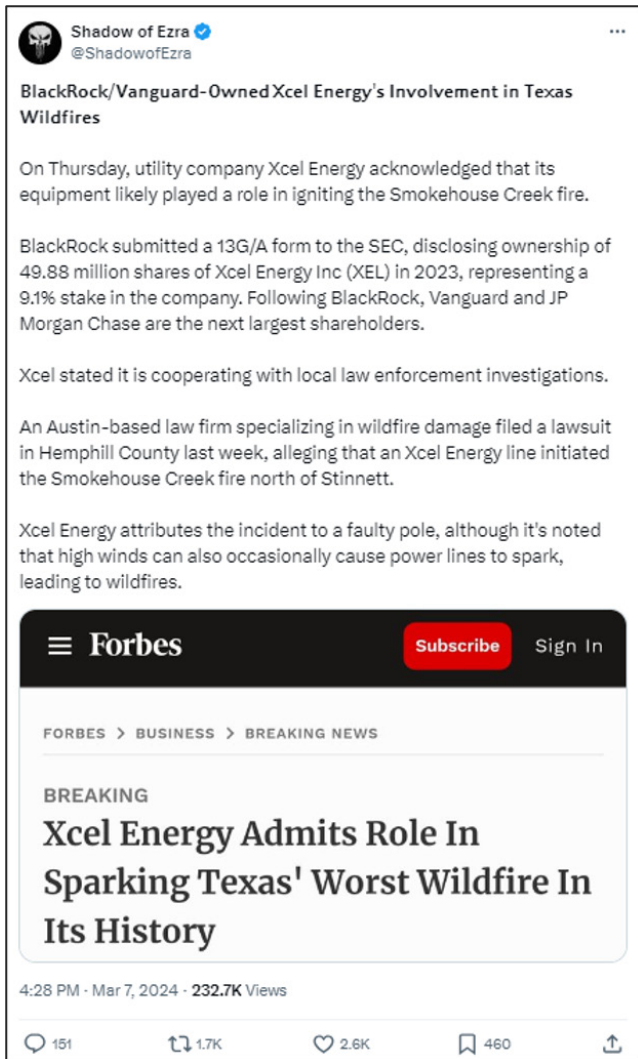 Shadow of Ezra
@ShadowofEzra
BlackRock/Vanguard-Owned Xcel Energy's Involvement in Texas
Wildfires
On Thursday, utility company Xcel Energy acknowledged that its
equipment likely played a role in igniting the Smokehouse Creek fire.
BlackRock submitted a 13G/A form to the SEC, disclosing ownership of
49.88 million shares of Xcel Energy Inc (XEL) in 2023, representing a
9.1% stake in the company. Following BlackRock, Vanguard and JP
Morgan Chase are the next largest shareholders.
Xcel stated it is cooperating with local law enforcement investigations.
An Austin-based law firm specializing in wildfire damage filed a lawsuit
in Hemphill County last week, alleging that an Xcel Energy line initiated
the Smokehouse Creek fire north of Stinnett.
Xcel Energy attributes the incident to a faulty pole, although it's noted
that high winds can also occasionally cause power lines to spark,
leading to wildfires.
Forbes Subscribe Sign In
FORBES > BUSINESS > BREAKING NEWS
BREAKING
Xcel Energy Admits Role In
Sparking Texas' Worst Wildfire In
Its History
4:28 PM · Mar 7, 2024 · 232.7K Views
151 1.7K 2.6K 460